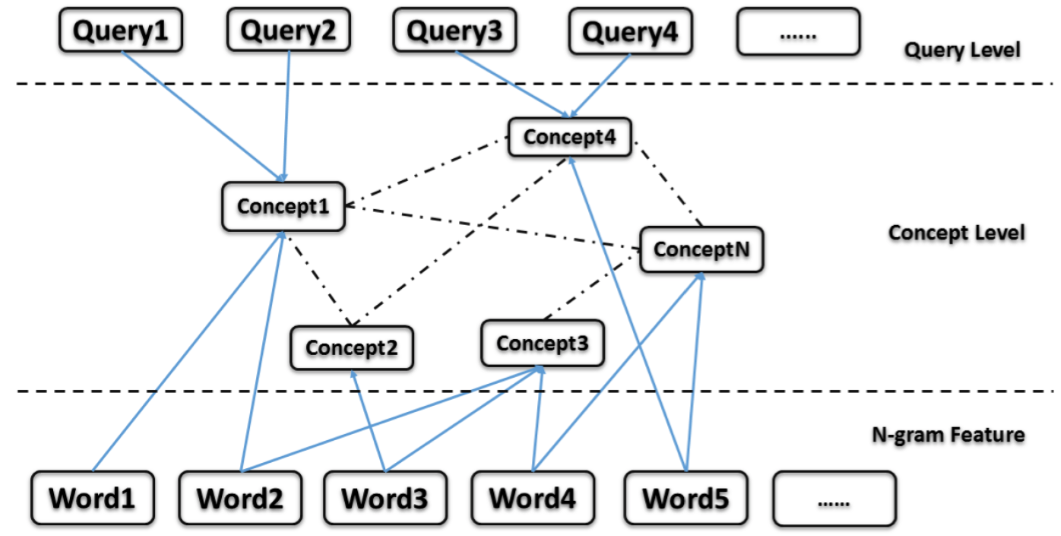 Query1 Query2 Query3 Query4 ......
Query Level
Concept4
Concept1
Concept Level
ConceptN
Concept2 Concept3
N-gram Feature
Word1 Word2 Word3 Word4 Word5 ......